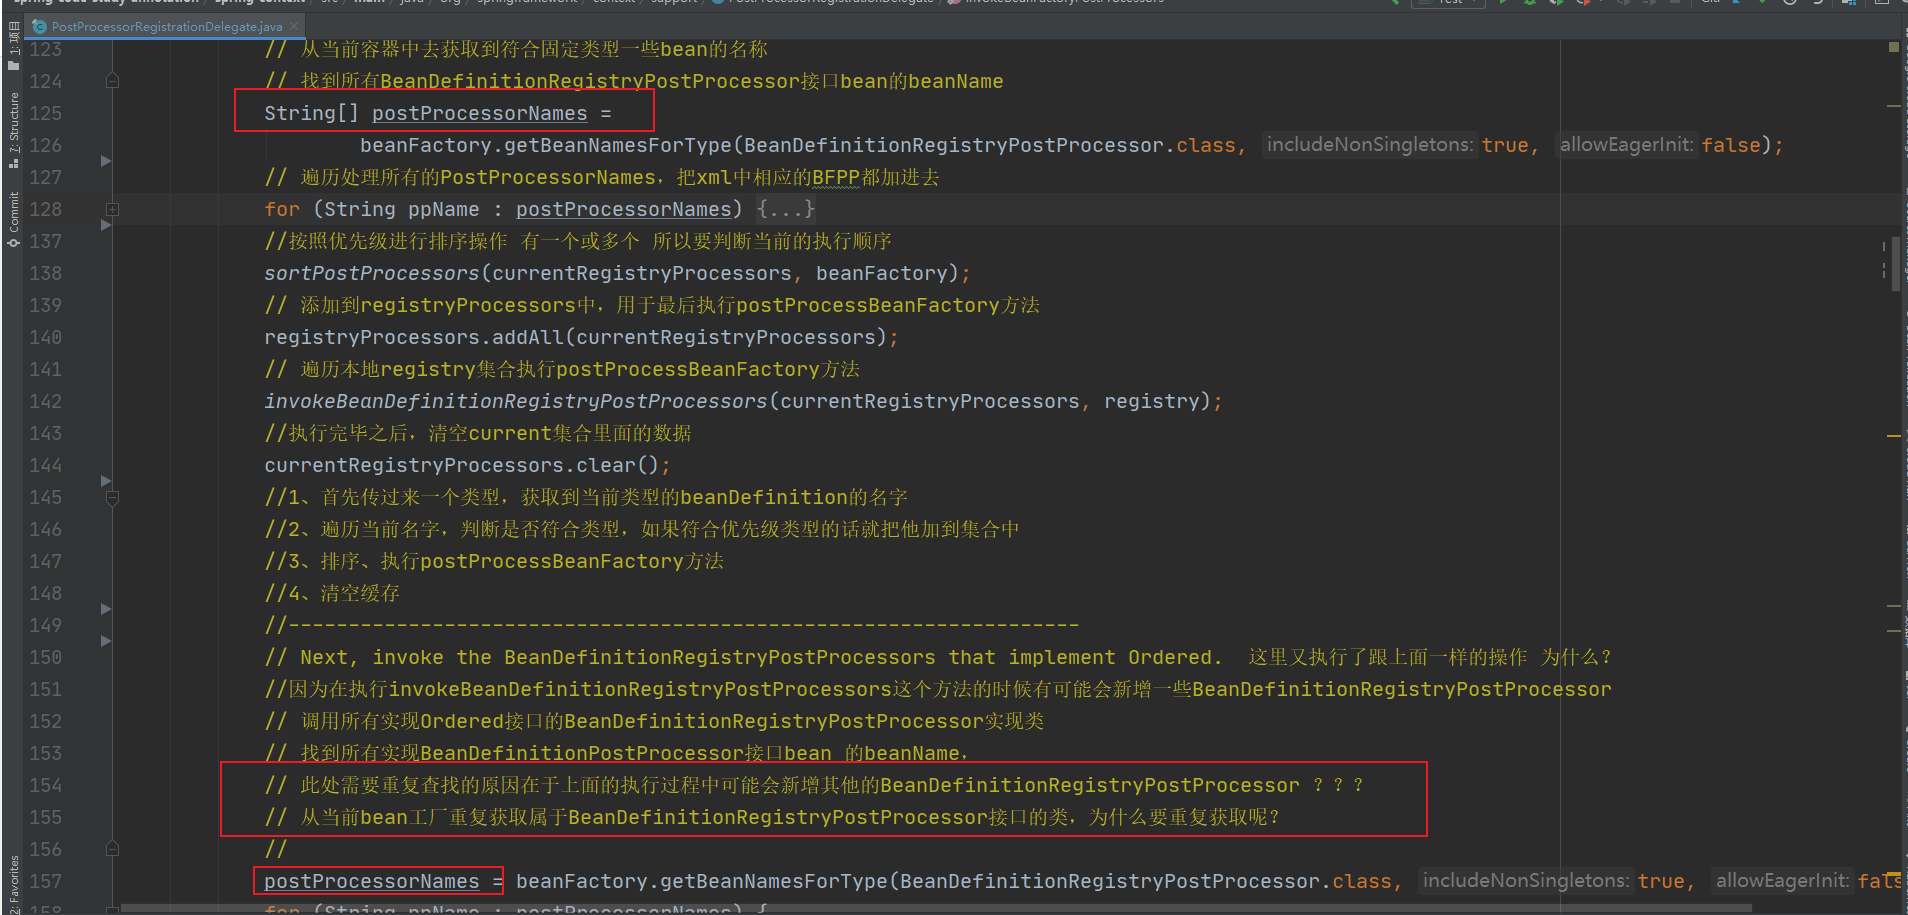 PostProcessorRegistrationDelegate.java
123 // 从当前容器中去获取到符合固定类型一些bean的名称
124 // 找到所有BeanDefinitionRegistryPostProcessor接口bean的beanName
125 String[] postProcessorNames =
126 beanFactory.getBeanNamesForType(BeanDefinitionRegistryPostProcessor.class, includeNonSingletons: true, allowEagerInit: false);
127 // 遍历处理所有的PostProcessorNames，把xml中相应的BFPP都加进去
128 for (String ppName : postProcessorNames) {...}
137 //按照优先级进行排序操作 有一个或多个 所以要判断当前的执行顺序
138 sortPostProcessors(currentRegistryProcessors, beanFactory);
139 // 添加到registryProcessors中，用于最后执行postProcessBeanFactory方法
140 registryProcessors.addAll(currentRegistryProcessors);
141 // 遍历本地registry集合执行postProcessBeanFactory方法
142 invokeBeanDefinitionRegistryPostProcessors(currentRegistryProcessors, registry);
143 //执行完毕之后，清空current集合里面的数据
144 currentRegistryProcessors.clear();
145 //1、首先传过来一个类型，获取到当前类型的beanDefinition的名字
146 //2、遍历当前名字，判断是否符合类型，如果符合优先级类型的话就把他加到集合中
147 //3、排序、执行postProcessBeanFactory方法
148 //4、清空缓存
149 //------------------------------------------------------------------
150 // Next, invoke the BeanDefinitionRegistryPostProcessors that implement Ordered. 这里又执行了跟上面一样的操作 为什么？
151 //因为在执行invokeBeanDefinitionRegistryPostProcessors这个方法的时候有可能会新增一些BeanDefinitionRegistryPostProcessor
152 // 调用所有实现Ordered接口的BeanDefinitionRegistryPostProcessor实现类
153 // 找到所有实现BeanDefinitionPostProcessor接口bean 的beanName，
154 // 此处需要重复查找的原因在于上面的执行过程中可能会新增其他的BeanDefinitionRegistryPostProcessor ？？？
155 // 从当前bean工厂重复获取属于BeanDefinitionRegistryPostProcessor接口的类，为什么要重复获取呢？
156 //
157 postProcessorNames = beanFactory.getBeanNamesForType(BeanDefinitionRegistryPostProcessor.class, includeNonSingletons: true, allowEagerInit: fals
1: 项目
7: Structure
Commit
2: Favorites